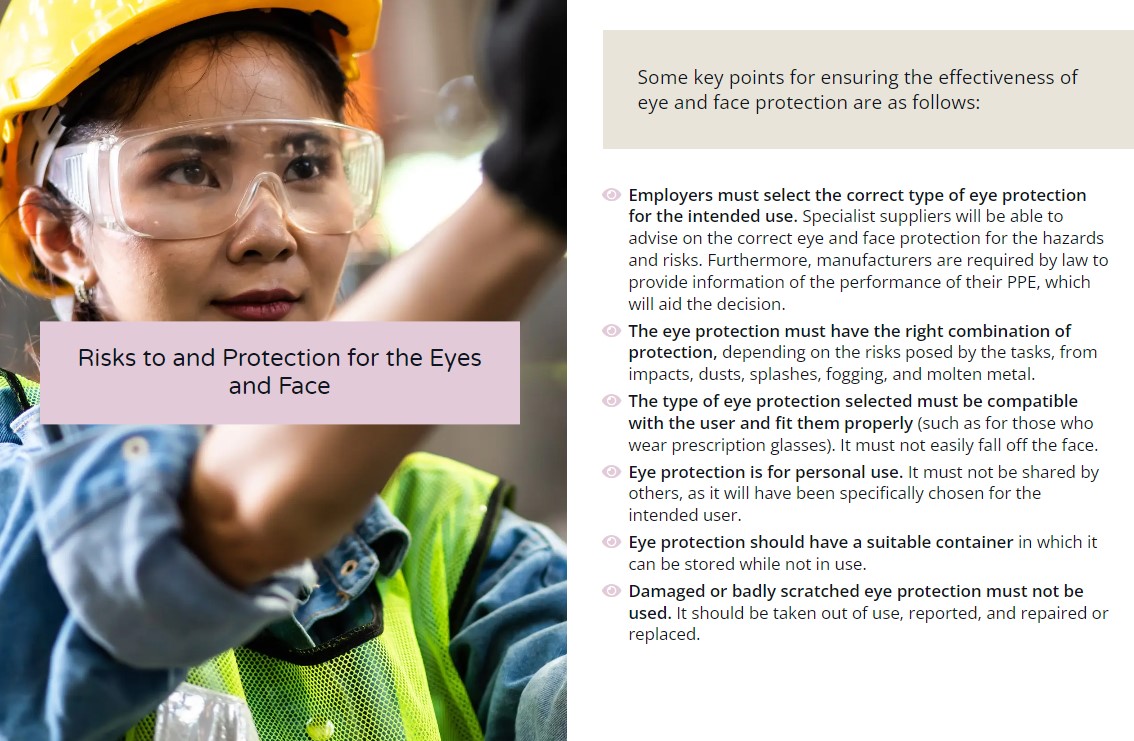 Risks to and Protection for the Eyes
and Face
Some key points for ensuring the effectiveness of
eye and face protection are as follows:
Employers must select the correct type of eye protection
for the intended use. Specialist suppliers will be able to
advise on the correct eye and face protection for the hazards
and risks. Furthermore, manufacturers are required by law to
provide information of the performance of their PPE, which
will aid the decision.
The eye protection must have the right combination of
protection, depending on the risks posed by the tasks, from
impacts, dusts, splashes, fogging, and molten metal.
The type of eye protection selected must be compatible
with the user and fit them properly (such as for those who
wear prescription glasses). It must not easily fall off the face.
Eye protection is for personal use. It must not be shared by
others, as it will have been specifically chosen for the
intended user.
Eye protection should have a suitable container in which it
can be stored while not in use.
Damaged or badly scratched eye protection must not be
used. It should be taken out of use, reported, and repaired or
replaced.